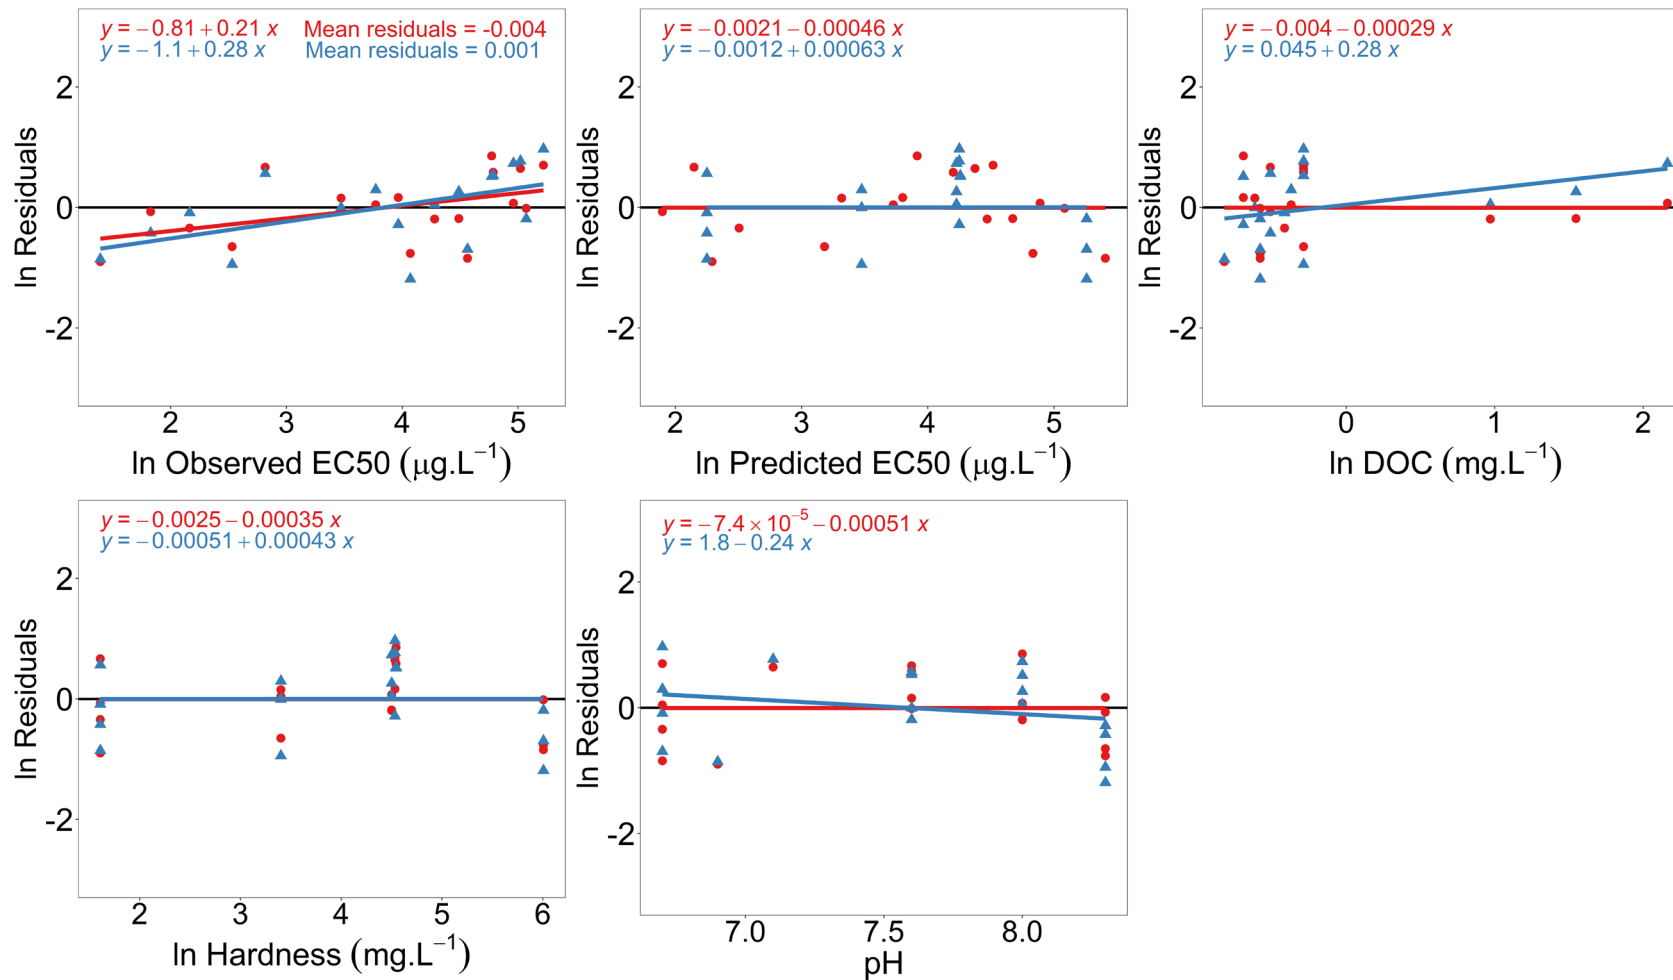 y = −0.81 + 0.21 x Mean residuals = -0.004
y = −1.1 + 0.28 x Mean residuals = 0.001
2
0
-2
ln Residuals
2 3 4 5
ln Observed EC50 (μg.L⁻¹)
y = −0.0021 − 0.00046 x
y = −0.0012 + 0.00063 x
2
0
-2
ln Residuals
2 3 4 5
ln Predicted EC50 (μg.L⁻¹)
y = −0.004 − 0.00029 x
y = 0.045 + 0.28 x
2
0
-2
ln Residuals
0 1 2
ln DOC (mg.L⁻¹)
y = −0.0025 − 0.00035 x
y = −0.00051 + 0.00043 x
2
0
-2
ln Residuals
2 3 4 5 6
ln Hardness (mg.L⁻¹)
y = −7.4 × 10⁻⁵ − 0.00051 x
y = 1.8 − 0.24 x
2
0
-2
ln Residuals
7.0 7.5 8.0
pH